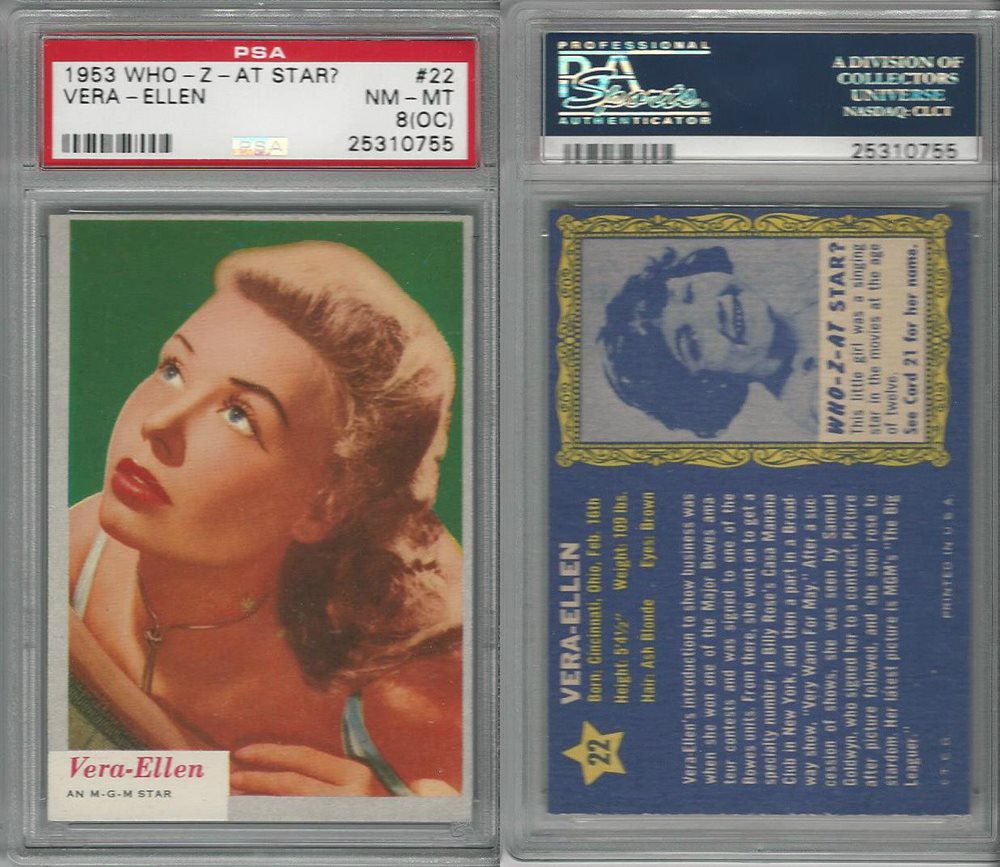 PSA
1953 WHO-Z-AT STAR? #22
VERA-ELLEN NM-MT
8(OC)
PSA 25310755
Vera-Ellen
AN M-G-M STAR
PROFESSIONAL
PSA
Sports
AUTHENTICATOR
A DIVISION OF
COLLECTORS
UNIVERSE
NASDAQ: CLCT
25310755
WHO-Z-AT STAR?
This little girl was a singing
star in the movies at the age
of twelve.
See Card 21 for her name.
22
VERA-ELLEN
Born, Cincinnati, Ohio, Feb. 16th
Height: 5'4½" Weight: 109 lbs.
Hair: Ash Blonde Eyes: Brown
Vera-Ellen's introduction to show business was
when she won one of the Major Bowes ama-
teur contests and was signed to one of the
Bowes units. From there, she went on to get a
specialty number in Billy Rose's Casa Manana
Club in New York, and then a part in a Broad-
way show, "Very Warm For May." After a suc-
cession of shows, she was seen by Samuel
Goldwyn, who signed her to a contract. Picture
after picture followed, and she soon rose to
stardom. Her latest picture is MGM's "The Big
Leaguer."
PRINTED IN U.S.A.